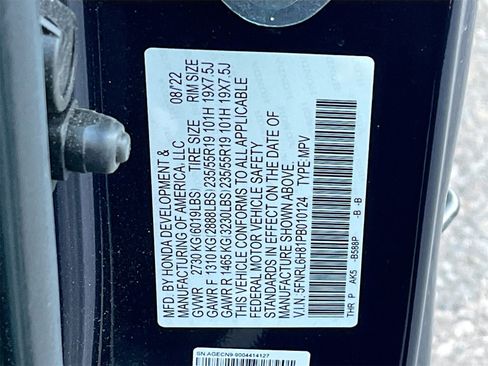 MFD. BY HONDA DEVELOPMENT & 08/22
MANUFACTURING OF AMERICA, LLC
GVWR 2730 KG(6019LBS) TIRE SIZE RIM SIZE
GAWR F 1310 KG(2888LBS)235/55R19 101H 19X7.5J
GAWR R 1465 KG(3230LBS)235/55R19 101H 19X7.5J
THIS VEHICLE CONFORMS TO ALL APPLICABLE
FEDERAL MOTOR VEHICLE SAFETY
STANDARDS IN EFFECT ON THE DATE OF
MANUFACTURE SHOWN ABOVE.
V.I.N. 5FNRL6H81PB010124 TYPE: MPV
THR P AK5 -B588P -B -B
SN AGECN9 0004414127